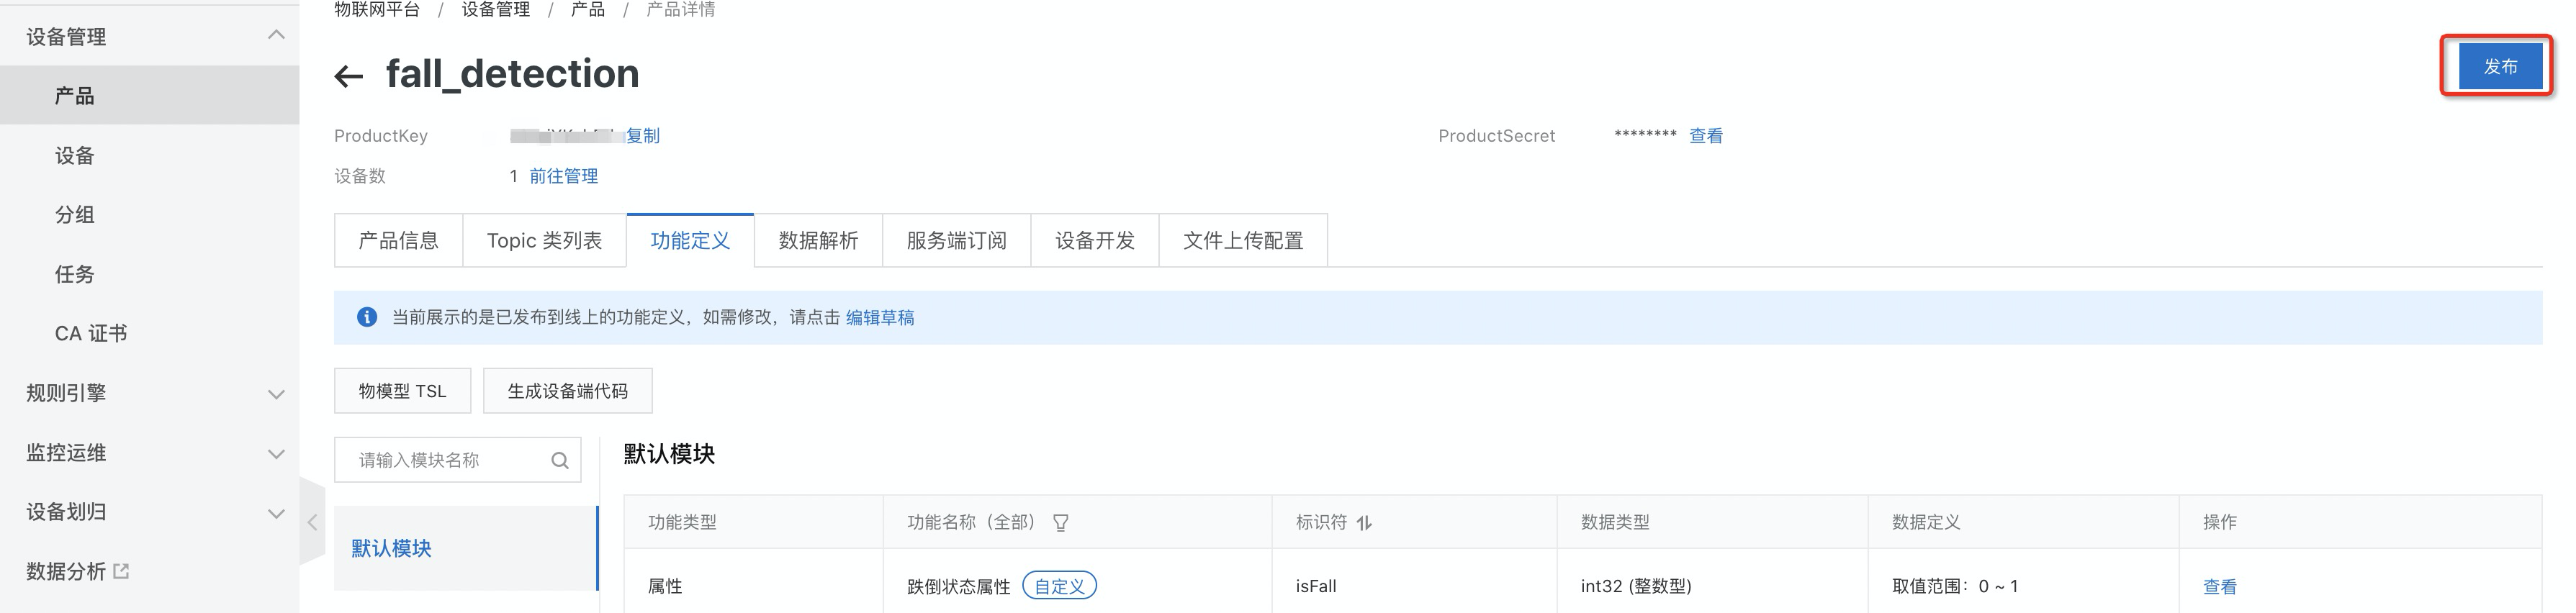 物联网平台 / 设备管理 / 产品 / 产品详情
设备管理
产品
设备
分组
任务
CA 证书
规则引擎
监控运维
设备划归
数据分析
fall_detection
发布
ProductKey 复制
ProductSecret ******** 查看
设备数 1 前往管理
产品信息 Topic 类列表 功能定义 数据解析 服务端订阅 设备开发 文件上传配置
当前展示的是已发布到线上的功能定义，如需修改，请点击 编辑草稿
物模型 TSL 生成设备端代码
请输入模块名称
默认模块
默认模块
功能类型 功能名称（全部） 标识符 数据类型 数据定义 操作
属性 跌倒状态属性 自定义 isFall int32 (整数型) 取值范围：0 ~ 1 查看